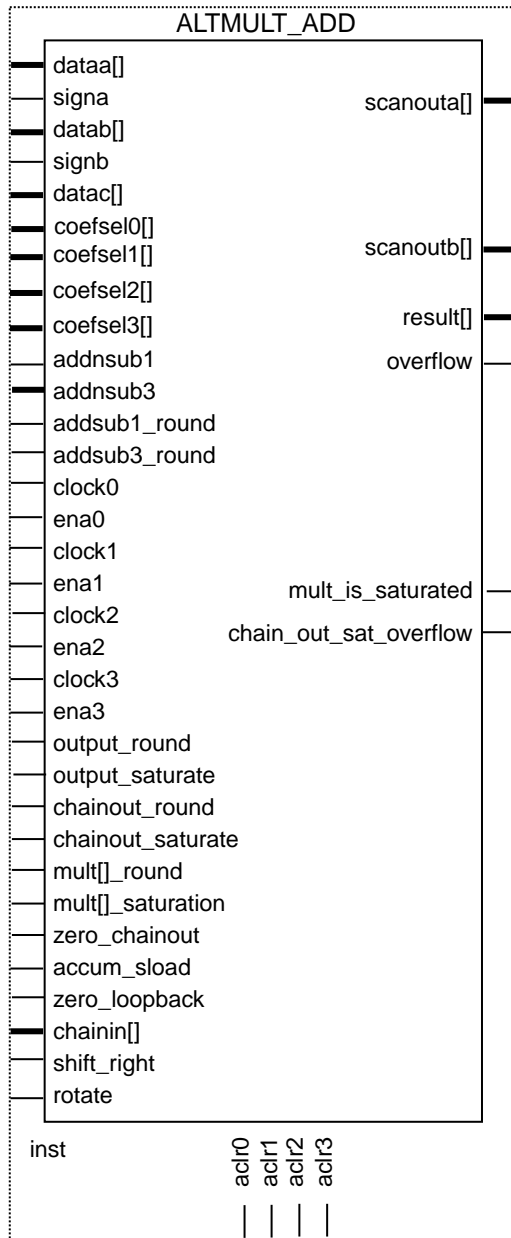 ALTMULT_ADD
dataa[]
signa
datab[]
signb
datac[]
coefsel0[]
coefsel1[]
coefsel2[]
coefsel3[]
addnsub1
addnsub3
addsub1_round
addsub3_round
clock0
ena0
clock1
ena1
clock2
ena2
clock3
ena3
output_round
output_saturate
chainout_round
chainout_saturate
mult[]_round
mult[]_saturation
zero_chainout
accum_sload
zero_loopback
chainin[]
shift_right
rotate
scanouta[]
scanoutb[]
result[]
overflow
mult_is_saturated
chain_out_sat_overflow
inst
aclr0
aclr1
aclr2
aclr3